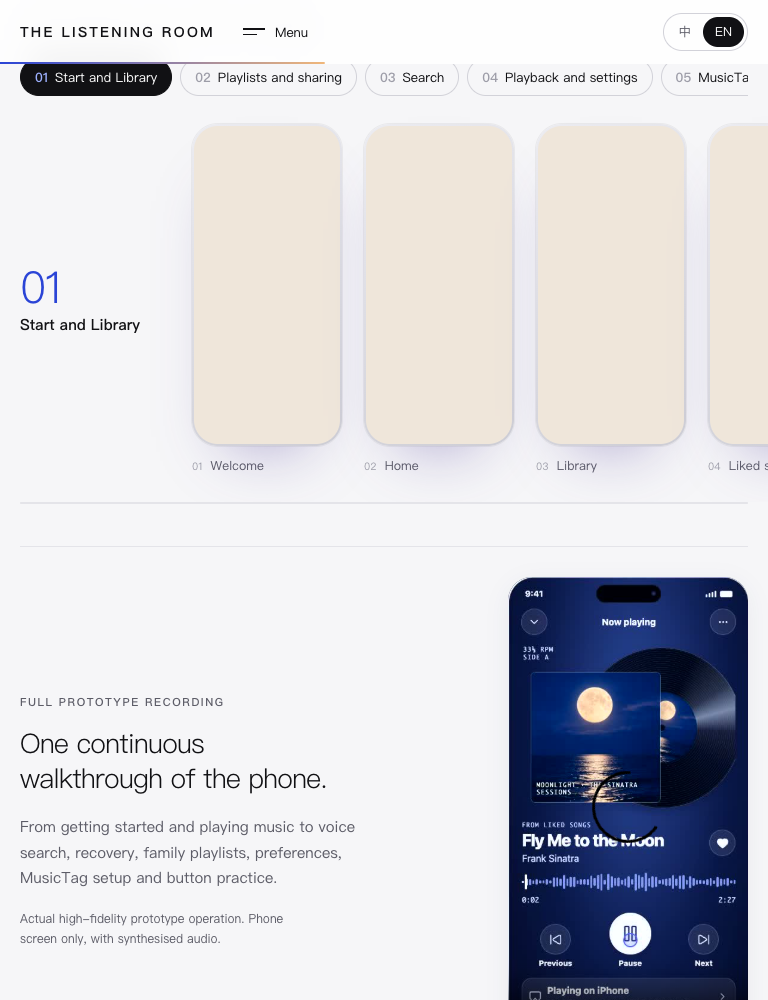 THE LISTENING ROOM
Menu
中
EN
01 Start and Library
02 Playlists and sharing
03 Search
04 Playback and settings
05 MusicTa
01
Start and Library
01 Welcome
02 Home
03 Library
04 Liked s
FULL PROTOTYPE RECORDING
One continuous
walkthrough of the phone.
From getting started and playing music to voice
search, recovery, family playlists, preferences,
MusicTag setup and button practice.
Actual high-fidelity prototype operation. Phone
screen only, with synthesised audio.
9:41
Now playing
33⅓ RPM
SIDE A
MOONLIGHT SINATRA
SESSIONS
FROM LIKED SONGS
Fly Me to the Moon
Frank Sinatra
0:02
2:27
Previous
Pause
Next
Playing on iPhone